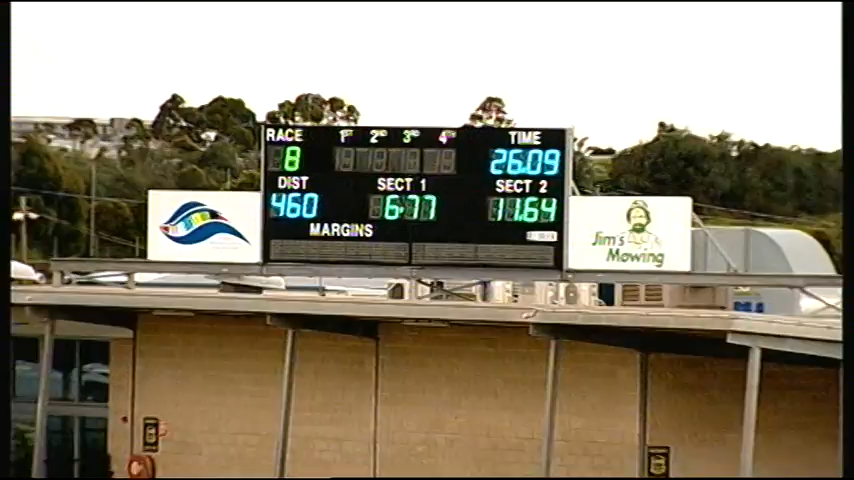 RACE 1ST 2ND 3RD 4TH TIME
8 26.09
DIST SECT 1 SECT 2
460 6.77 11.64
MARGINS
Jim's
Mowing